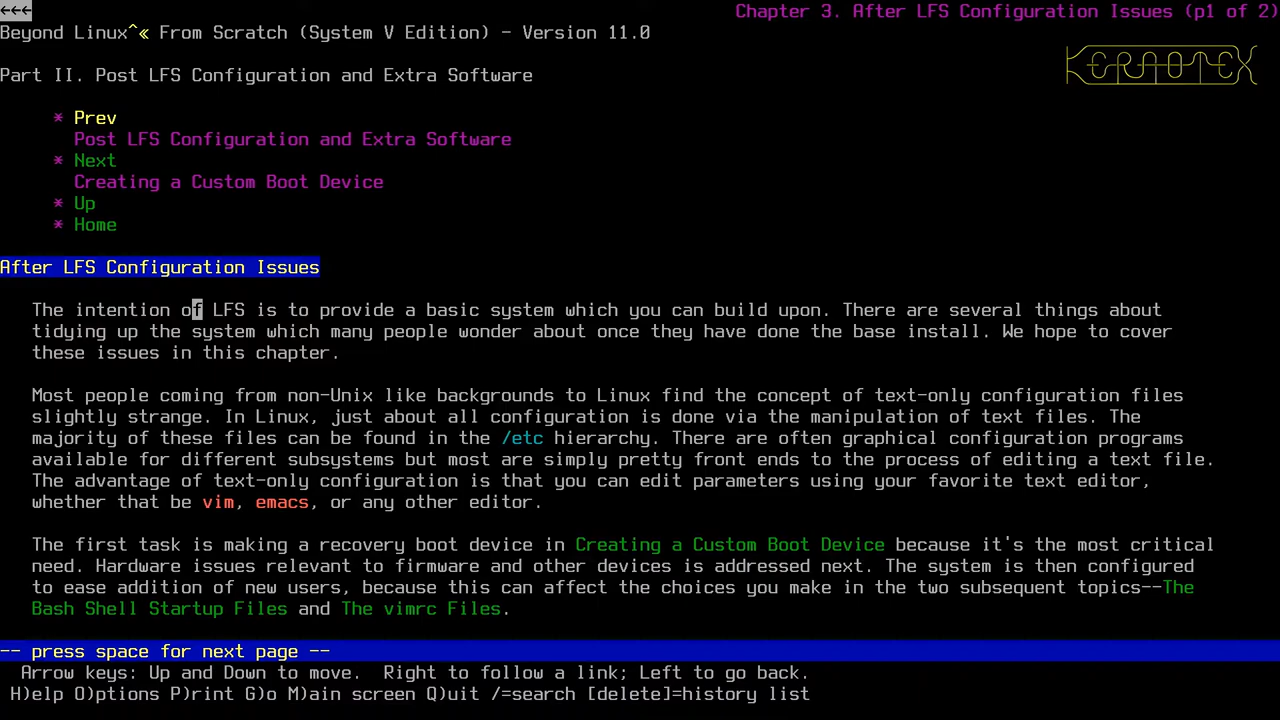 ←←←
Chapter 3. After LFS Configuration Issues (p1 of 2)
Beyond Linux^« From Scratch (System V Edition) - Version 11.0
KERAOTEX
Part II. Post LFS Configuration and Extra Software
* Prev
Post LFS Configuration and Extra Software
* Next
Creating a Custom Boot Device
* Up
* Home
After LFS Configuration Issues
The intention of LFS is to provide a basic system which you can build upon. There are several things about
tidying up the system which many people wonder about once they have done the base install. We hope to cover
these issues in this chapter.
Most people coming from non-Unix like backgrounds to Linux find the concept of text-only configuration files
slightly strange. In Linux, just about all configuration is done via the manipulation of text files. The
majority of these files can be found in the /etc hierarchy. There are often graphical configuration programs
available for different subsystems but most are simply pretty front ends to the process of editing a text file.
The advantage of text-only configuration is that you can edit parameters using your favorite text editor,
whether that be vim, emacs, or any other editor.
The first task is making a recovery boot device in Creating a Custom Boot Device because it's the most critical
need. Hardware issues relevant to firmware and other devices is addressed next. The system is then configured
to ease addition of new users, because this can affect the choices you make in the two subsequent topics--The
Bash Shell Startup Files and The vimrc Files.
-- press space for next page --
Arrow keys: Up and Down to move.  Right to follow a link; Left to go back.
H)elp O)ptions P)rint G)o M)ain screen Q)uit /=search [delete]=history list